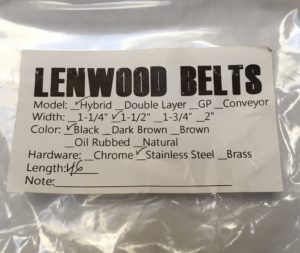 LENWOOD BELTS
Model: ✓Hybrid __Double Layer __GP __Conveyor
Width: __1-1/4" ✓1-1/2" __1-3/4" __2"
Color: ✓Black __Dark Brown __Brown
__Oil Rubbed __Natural
Hardware: __Chrome ✓Stainless Steel __Brass
Length: 46
Note: